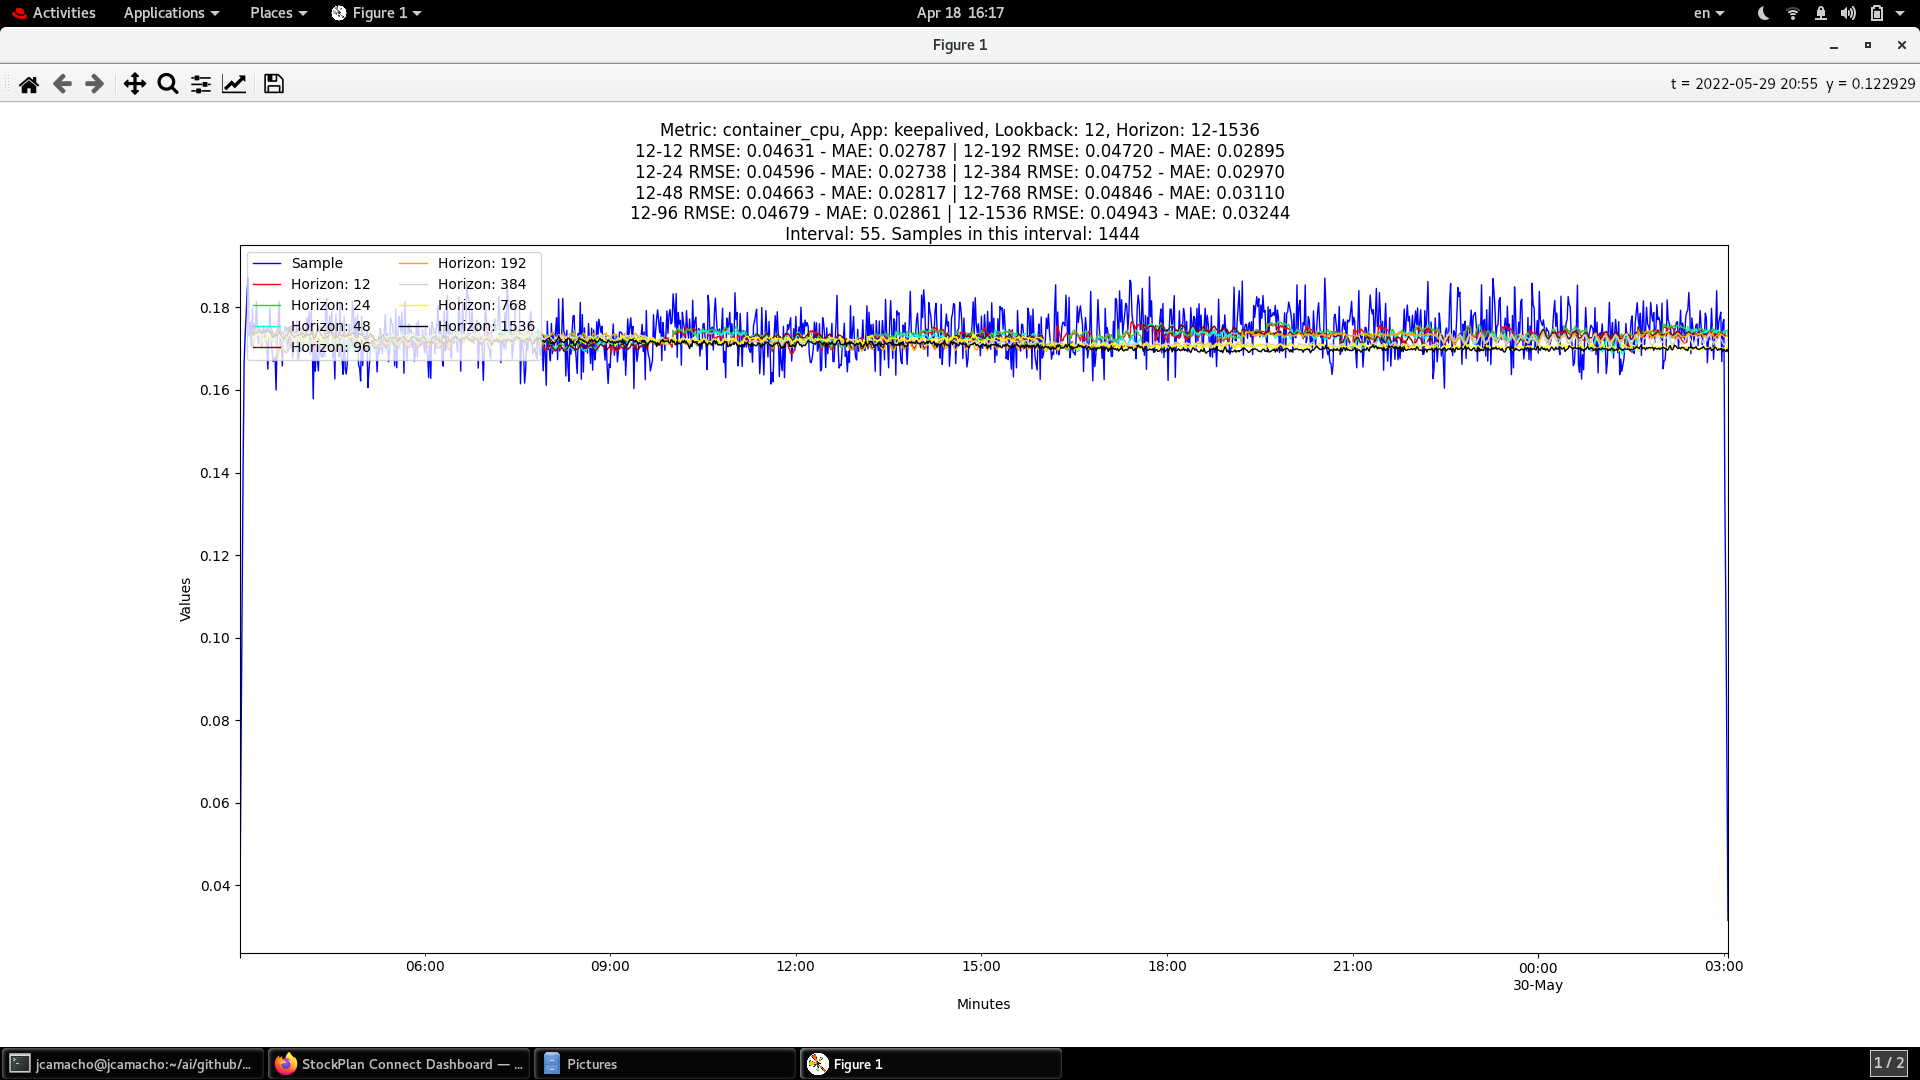 Activities Applications Places Figure 1 Apr 18 16:17 en
Figure 1
t = 2022-05-29 20:55 y = 0.122929
Metric: container_cpu, App: keepalived, Lookback: 12, Horizon: 12-1536
12-12 RMSE: 0.04631 - MAE: 0.02787 | 12-192 RMSE: 0.04720 - MAE: 0.02895
12-24 RMSE: 0.04596 - MAE: 0.02738 | 12-384 RMSE: 0.04752 - MAE: 0.02970
12-48 RMSE: 0.04663 - MAE: 0.02817 | 12-768 RMSE: 0.04846 - MAE: 0.03110
12-96 RMSE: 0.04679 - MAE: 0.02861 | 12-1536 RMSE: 0.04943 - MAE: 0.03244
Interval: 55. Samples in this interval: 1444
Sample
Horizon: 12
Horizon: 24
Horizon: 48
Horizon: 96
Horizon: 192
Horizon: 384
Horizon: 768
Horizon: 1536
0.18
0.16
0.14
0.12
0.10
0.08
0.06
0.04
Values
06:00 09:00 12:00 15:00 18:00 21:00 00:00 03:00
30-May
Minutes
jcamacho@jcamacho:~/ai/github/... StockPlan Connect Dashboard — ... Pictures Figure 1 1 / 2